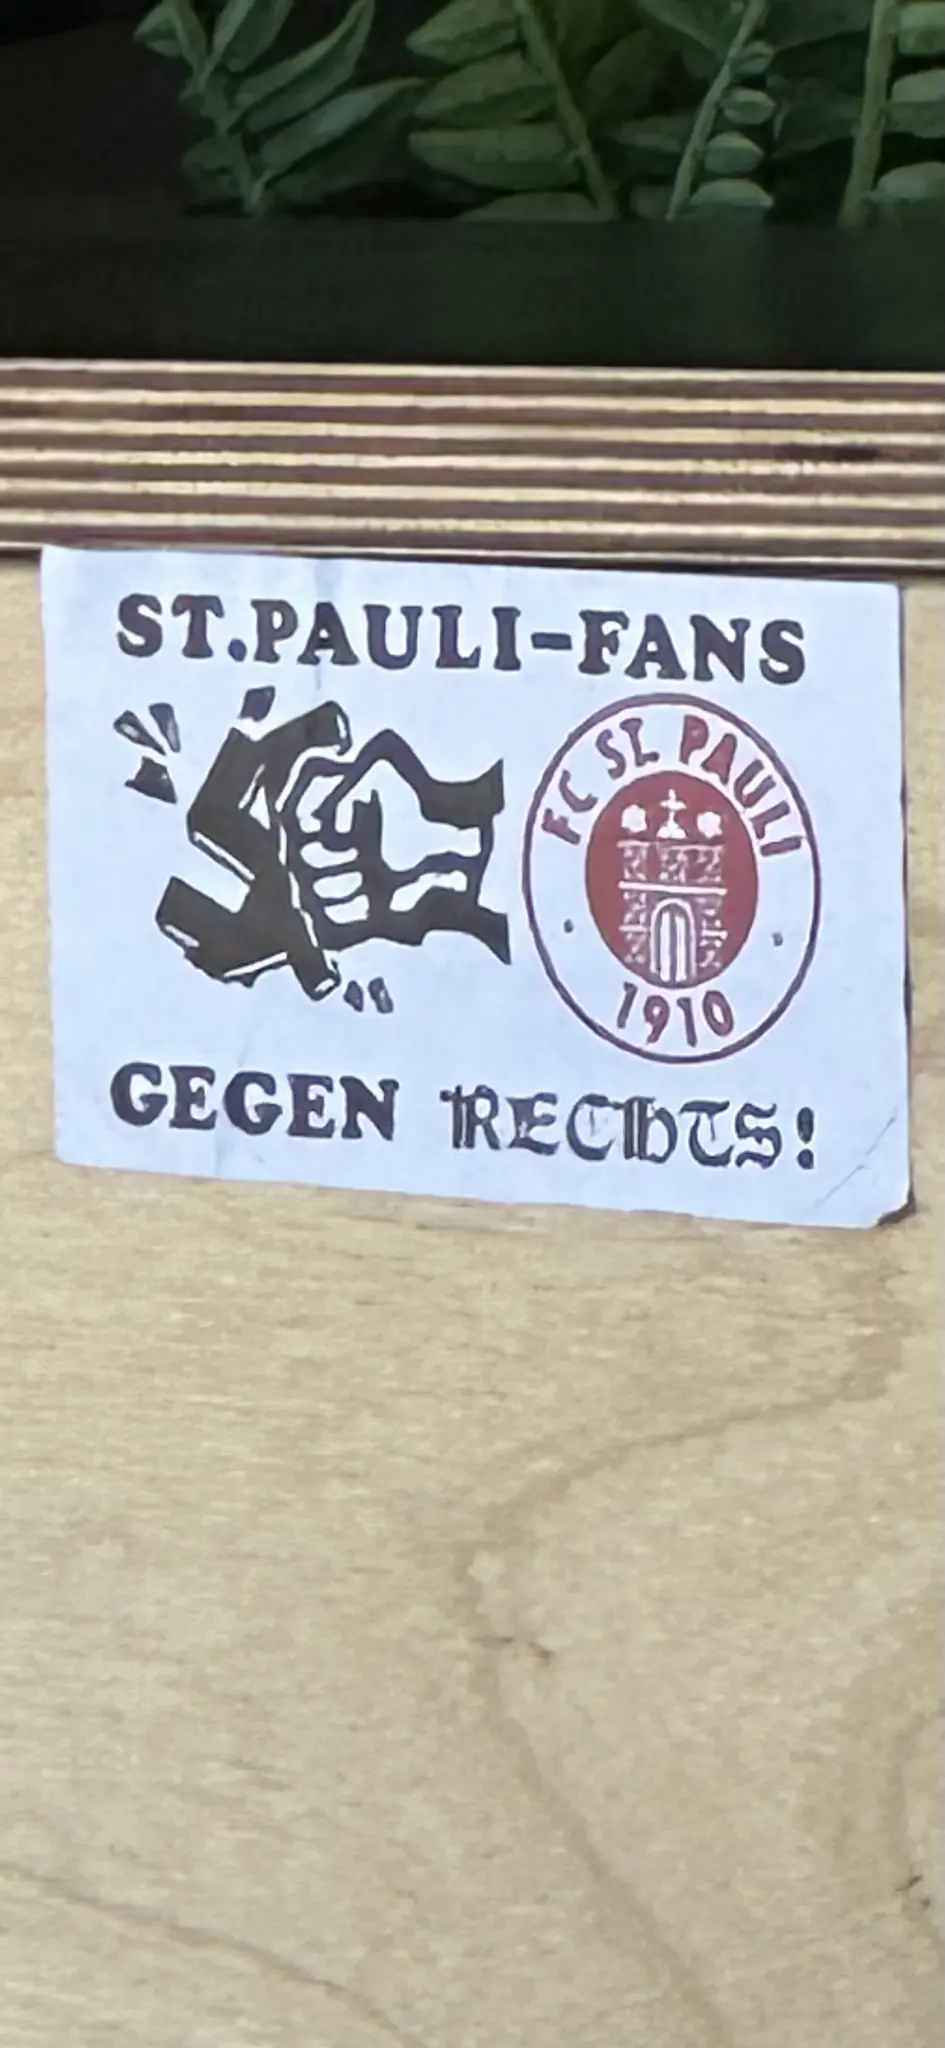 ST.PAULI-FANS
FC ST. PAULI
1910
GEGEN RECHTS!